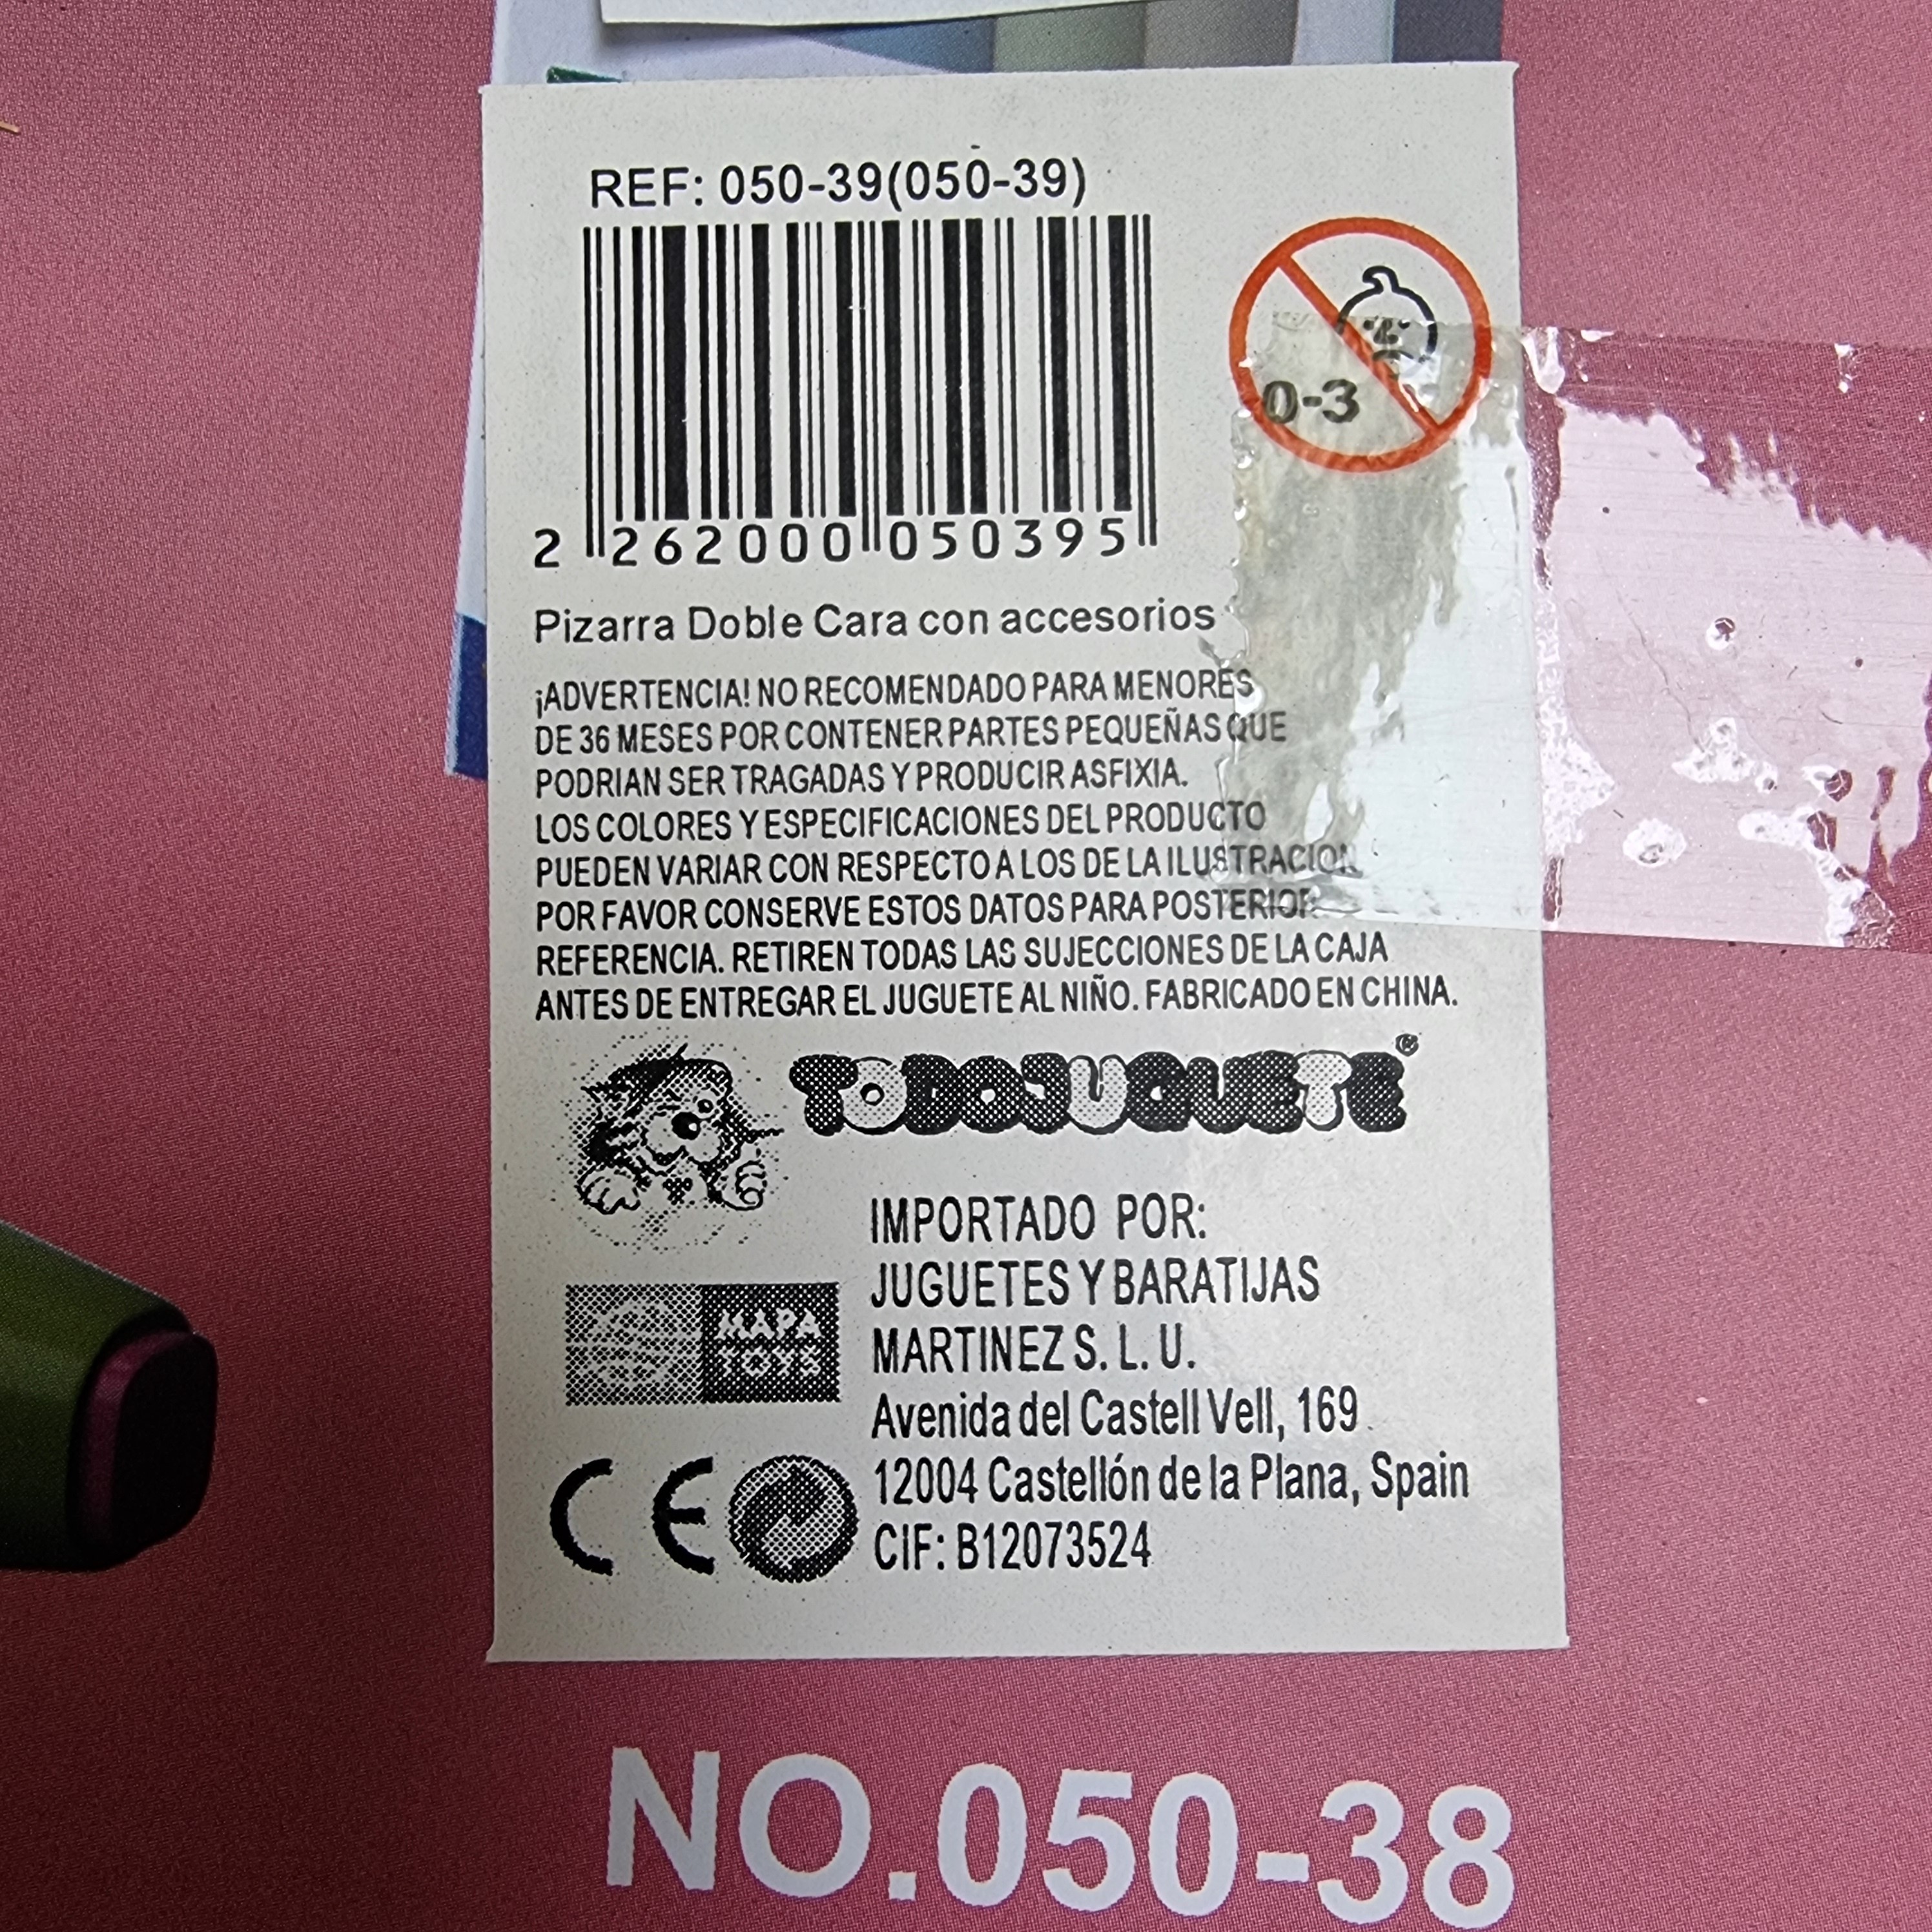 REF: 050-39(050-39)
0-3
2 262000 050395
Pizarra Doble Cara con accesorios
¡ADVERTENCIA! NO RECOMENDADO PARA MENORES
DE 36 MESES POR CONTENER PARTES PEQUEÑAS QUE
PODRIAN SER TRAGADAS Y PRODUCIR ASFIXIA.
LOS COLORES Y ESPECIFICACIONES DEL PRODUCTO
PUEDEN VARIAR CON RESPECTO A LOS DE LA ILUSTRACION
POR FAVOR CONSERVE ESTOS DATOS PARA POSTERIOR
REFERENCIA. RETIREN TODAS LAS SUJECCIONES DE LA CAJA
ANTES DE ENTREGAR EL JUGUETE AL NIÑO. FABRICADO EN CHINA.
TODOJUGUETE®
IMPORTADO POR:
JUGUETES Y BARATIJAS
MARTINEZ S. L. U.
Avenida del Castell Vell, 169
12004 Castellón de la Plana, Spain
CIF: B12073524
MAPA
TOYS
CE
NO.050-38